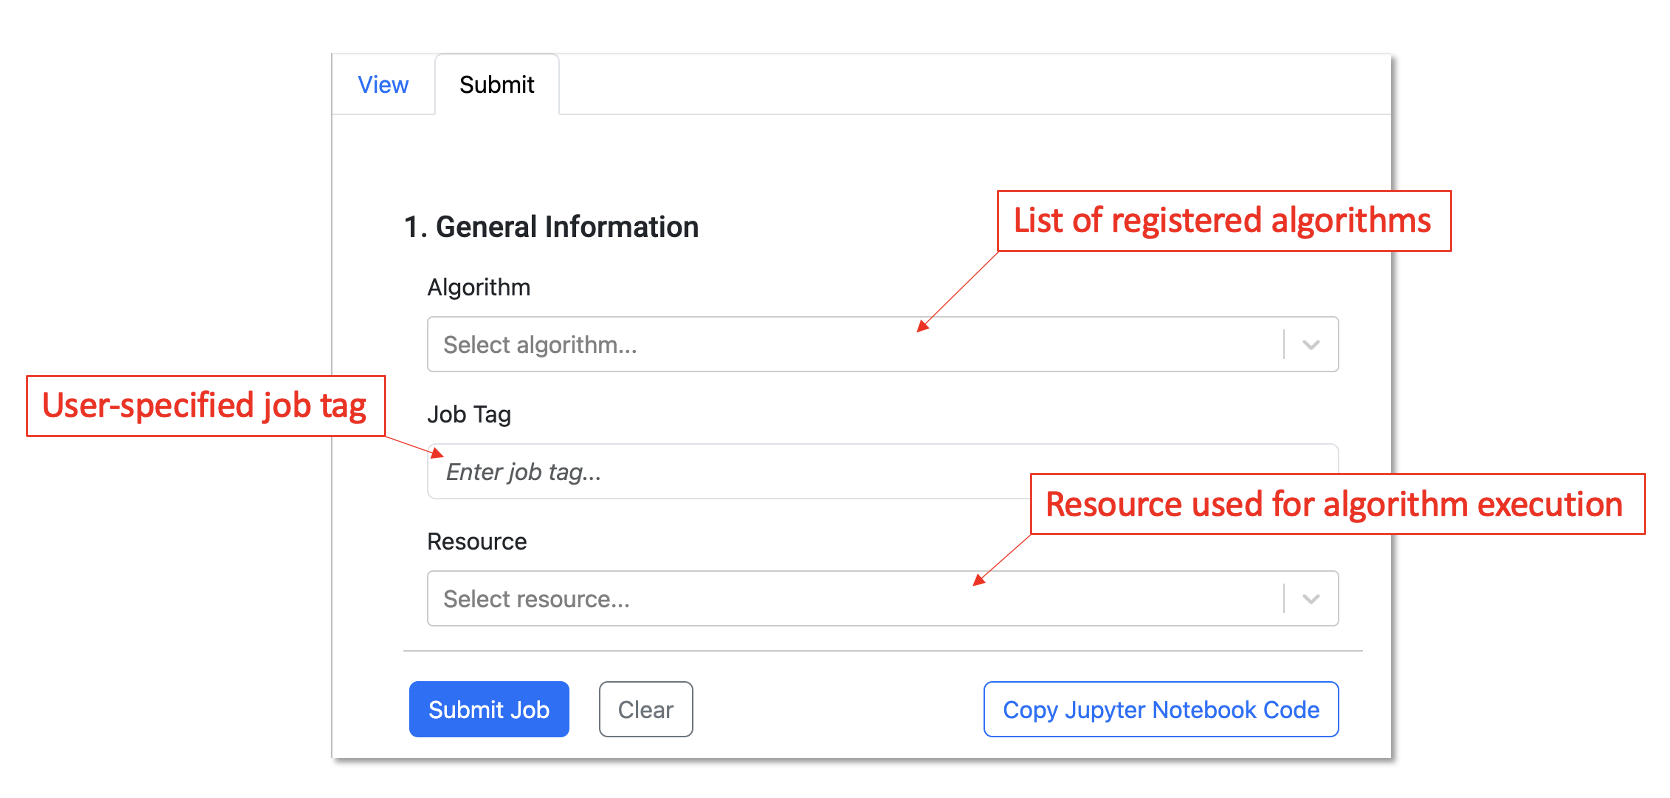 View
Submit
1. General Information
List of registered algorithms
Algorithm
Select algorithm...
User-specified job tag
Job Tag
Enter job tag...
Resource used for algorithm execution
Resource
Select resource...
Submit Job
Clear
Copy Jupyter Notebook Code